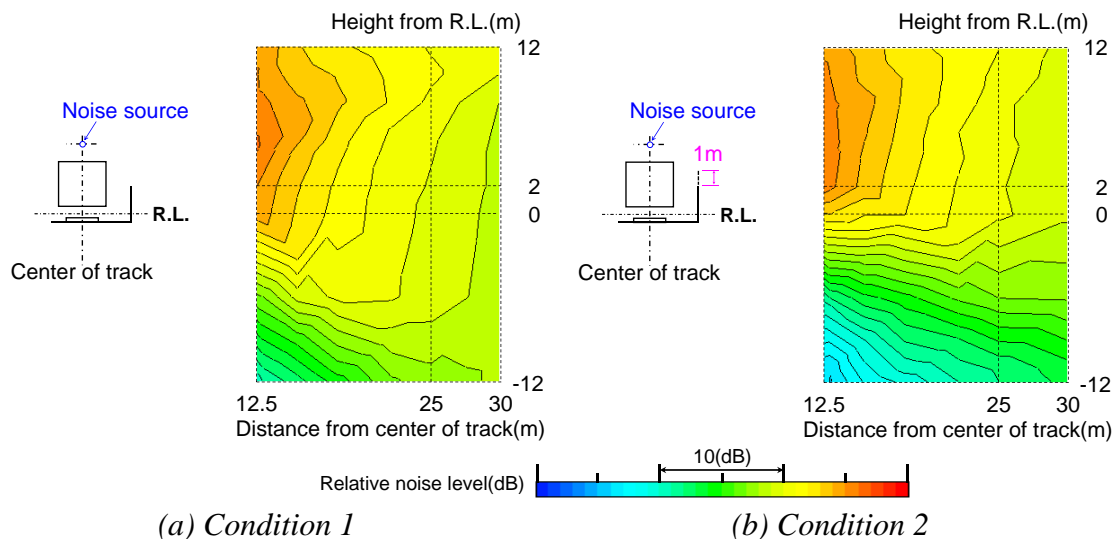 Height from R.L.(m)
12
2
0
-12
12.5
25
30
Distance from center of track(m)
Noise source
R.L.
Center of track
Height from R.L.(m)
12
2
0
-12
12.5
25
30
Distance from center of track(m)
Noise source
1m
R.L.
Center of track
Relative noise level(dB)
10(dB)
(a) Condition 1
(b) Condition 2